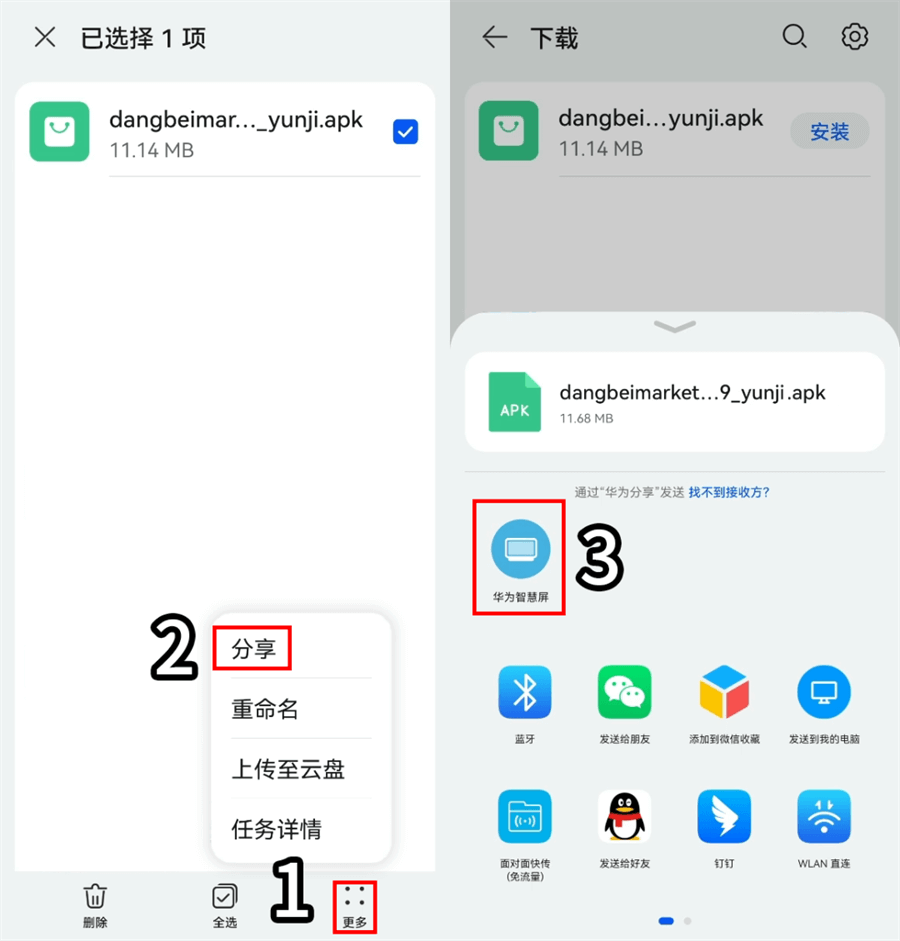 已选择 1 项
dangbeimar..._yunji.apk
11.14 MB
2
分享
重命名
上传至云盘
任务详情
1
删除
全选
更多
下载
dangbei...yunji.apk
11.14 MB
安装
APK
dangbeimarket...9_yunji.apk
11.68 MB
通过“华为分享”发送 找不到接收方?
华为智慧屏
3
蓝牙
发送给朋友
添加到微信收藏
发送到我的电脑
面对面快传
(免流量)
发送给好友
钉钉
WLAN 直连